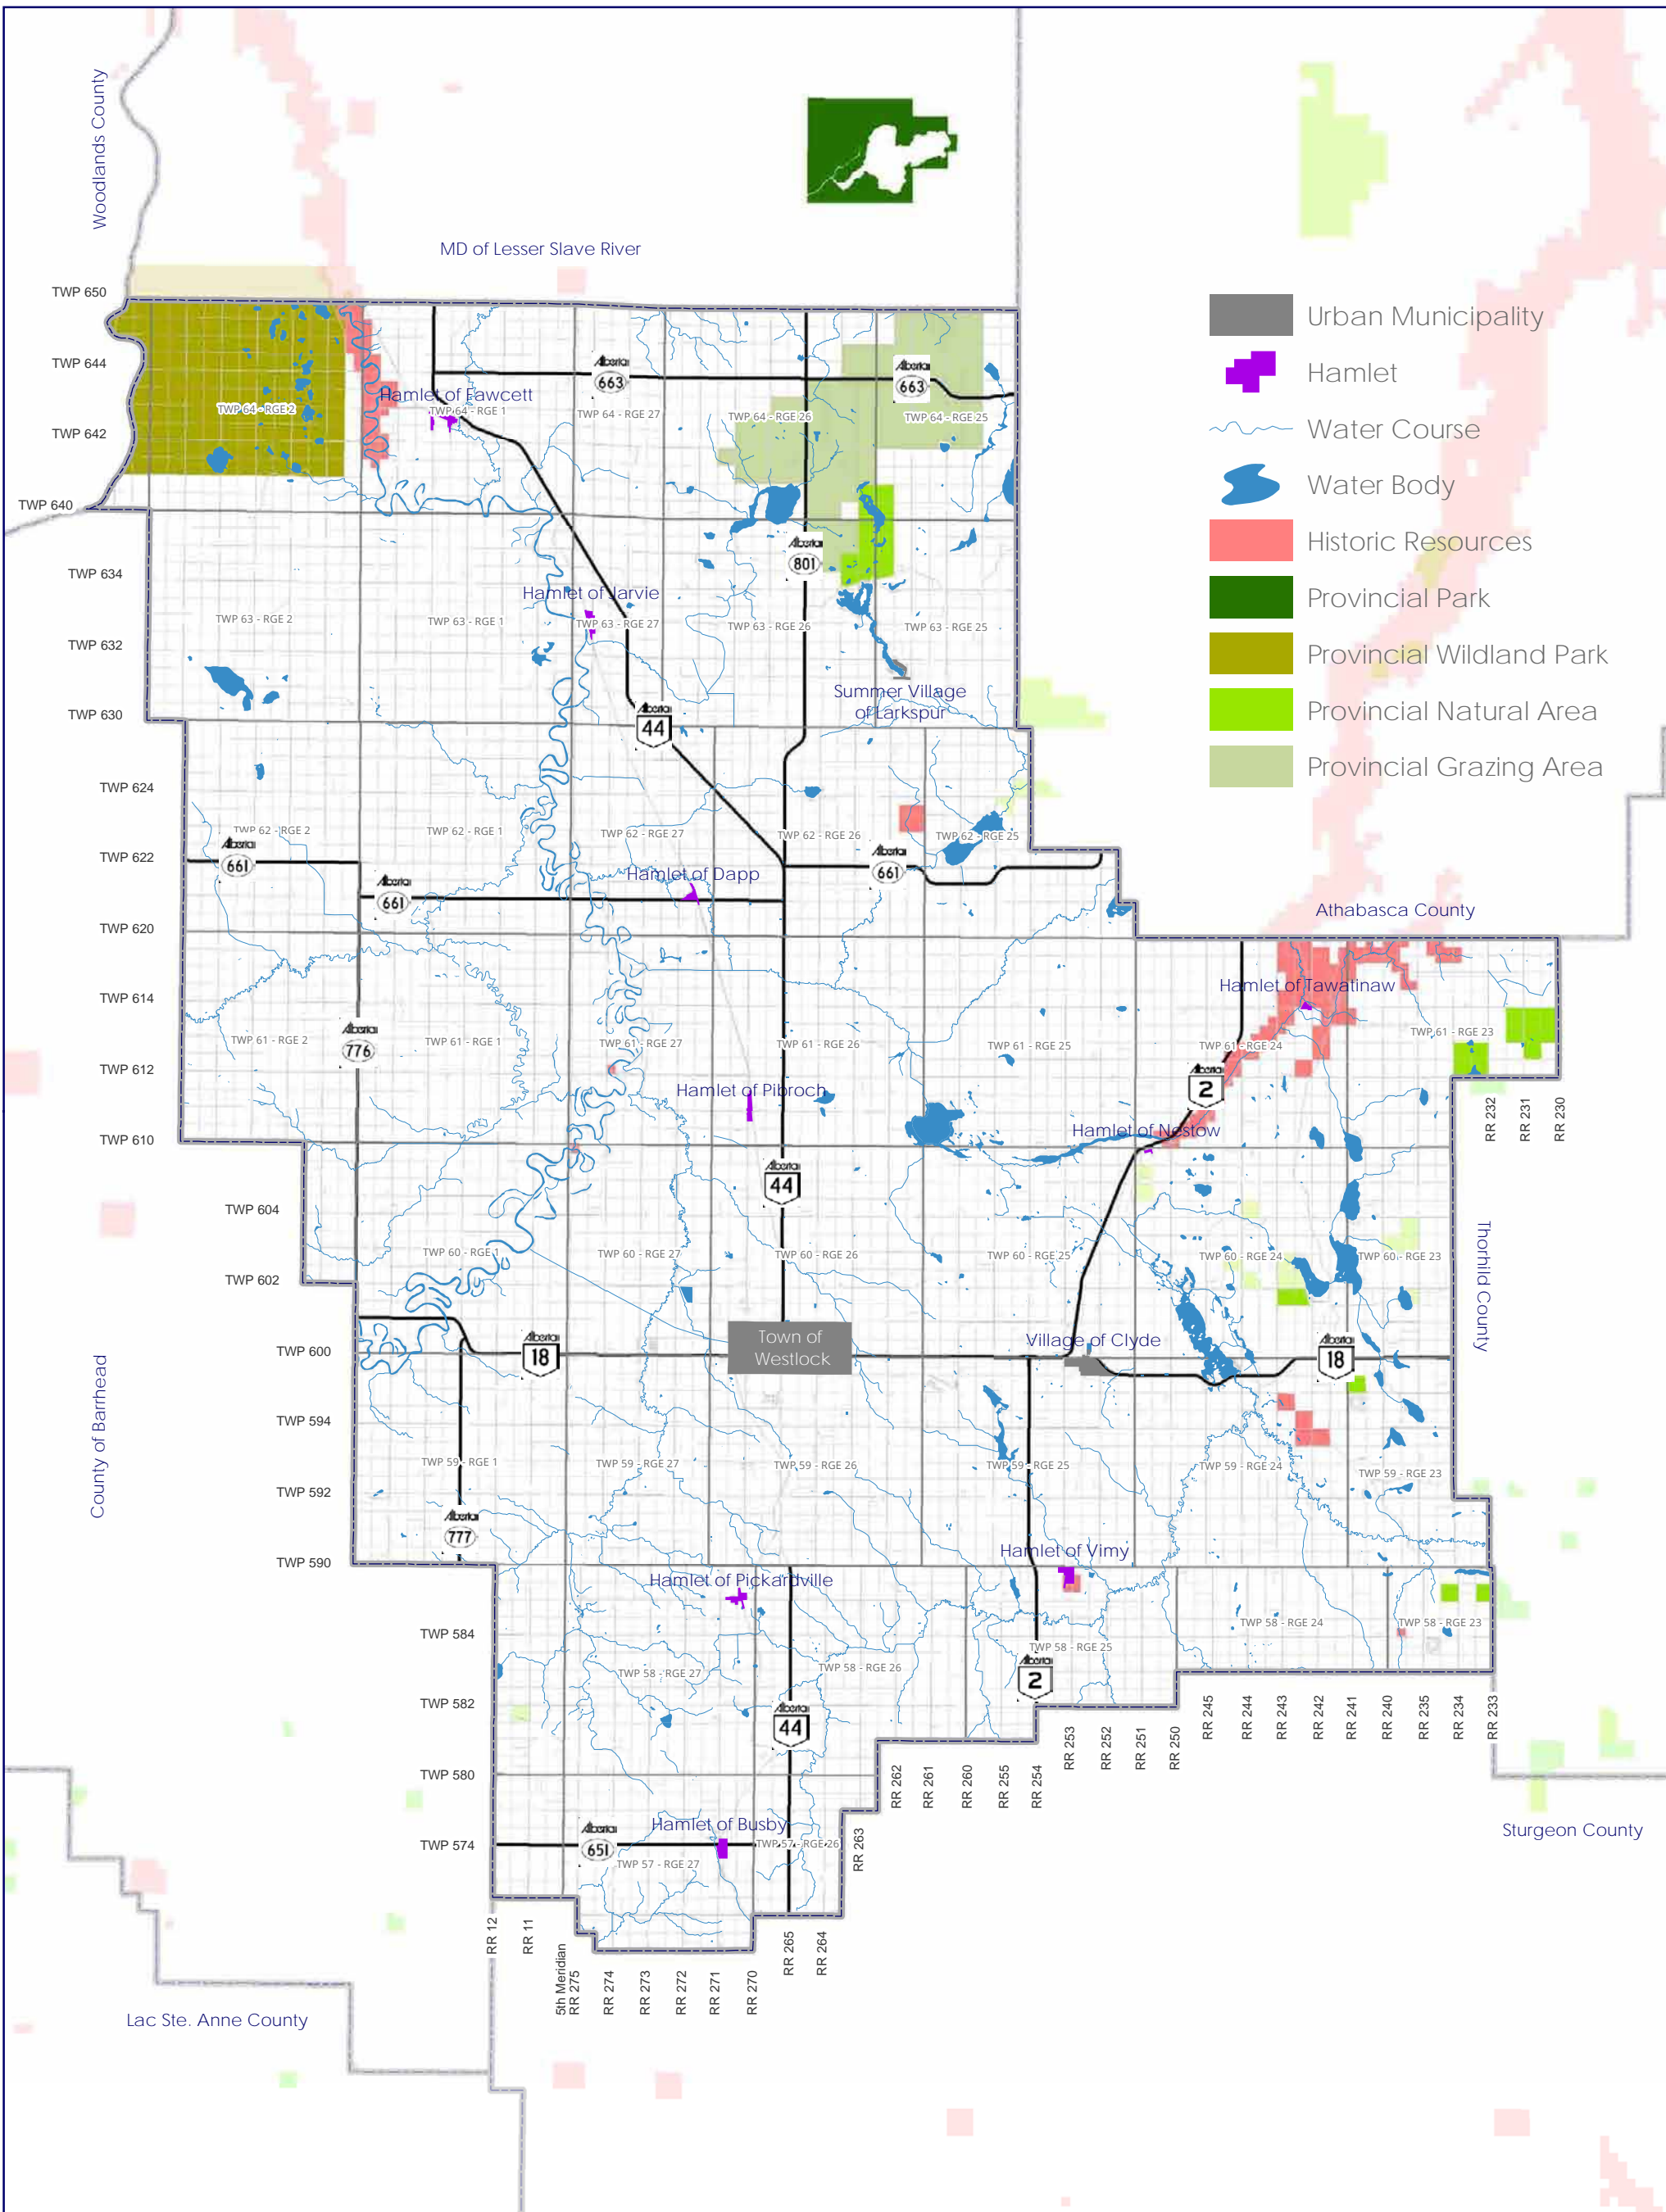 Woodlands County
MD of Lesser Slave River
TWP 650
TWP 644
TWP 642
TWP 640
TWP 634
TWP 632
TWP 630
TWP 624
TWP 622
TWP 620
TWP 614
TWP 612
TWP 610
TWP 604
TWP 602
TWP 600
TWP 594
TWP 592
TWP 590
TWP 584
TWP 582
TWP 580
TWP 574
Urban Municipality
Hamlet
Water Course
Water Body
Historic Resources
Provincial Park
Provincial Wildland Park
Provincial Natural Area
Provincial Grazing Area
Alberta
663
Alberta
663
Hamlet of Fawcett
TWP 64 - RGE 2
TWP 64 - RGE 1
TWP 64 - RGE 27
TWP 64 - RGE 26
TWP 64 - RGE 25
Alberta
801
Hamlet of Jarvie
TWP 63 - RGE 2
TWP 63 - RGE 1
TWP 63 - RGE 27
TWP 63 - RGE 26
TWP 63 - RGE 25
Summer Village
of Larkspur
Alberta
44
TWP 62 - RGE 2
TWP 62 - RGE 1
TWP 62 - RGE 27
TWP 62 - RGE 26
TWP 62 - RGE 25
Alberta
661
Alberta
661
Alberta
661
Hamlet of Dapp
Athabasca County
Hamlet of Tawatinaw
Alberta
776
TWP 61 - RGE 2
TWP 61 - RGE 1
TWP 61 - RGE 27
TWP 61 - RGE 26
TWP 61 - RGE 25
TWP 61 - RGE 24
TWP 61 - RGE 23
Alberta
2
Hamlet of Pibroch
Hamlet of Nestow
RR 232
RR 231
RR 230
Alberta
44
TWP 60 - RGE 1
TWP 60 - RGE 27
TWP 60 - RGE 26
TWP 60 - RGE 25
TWP 60 - RGE 24
TWP 60 - RGE 23
Thorhild County
Town of
Westlock
Village of Clyde
Alberta
18
Alberta
18
County of Barrhead
TWP 59 - RGE 1
TWP 59 - RGE 27
TWP 59 - RGE 26
TWP 59 - RGE 25
TWP 59 - RGE 24
TWP 59 - RGE 23
Alberta
777
Hamlet of Vimy
Hamlet of Pickardville
TWP 58 - RGE 27
TWP 58 - RGE 26
TWP 58 - RGE 25
TWP 58 - RGE 24
TWP 58 - RGE 23
Alberta
2
Alberta
44
RR 245
RR 244
RR 243
RR 242
RR 241
RR 240
RR 235
RR 234
RR 233
RR 253
RR 252
RR 251
RR 250
RR 262
RR 261
RR 260
RR 255
RR 254
Hamlet of Busby
Alberta
651
TWP 57 - RGE 27
TWP 57 - RGE 26
RR 263
Sturgeon County
RR 12
RR 11
5th Meridian
RR 275
RR 274
RR 273
RR 272
RR 271
RR 270
RR 265
RR 264
Lac Ste. Anne County